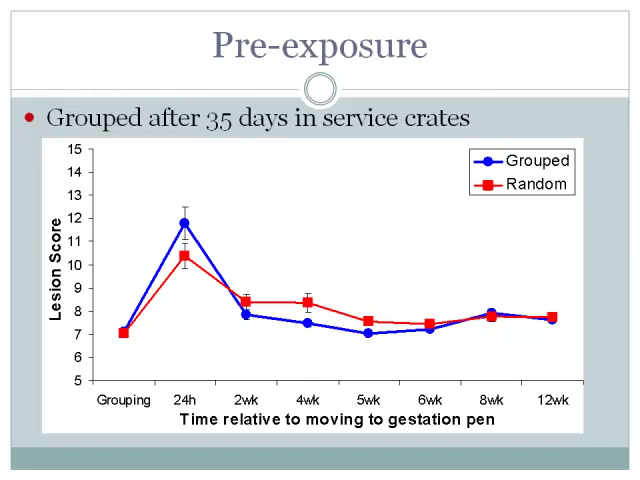 Pre-exposure
Grouped after 35 days in service crates
15
14
13
12
11
10
9
8
7
6
5
Lesion Score
Grouped
Random
Grouping 24h 2wk 4wk 5wk 6wk 8wk 12wk
Time relative to moving to gestation pen